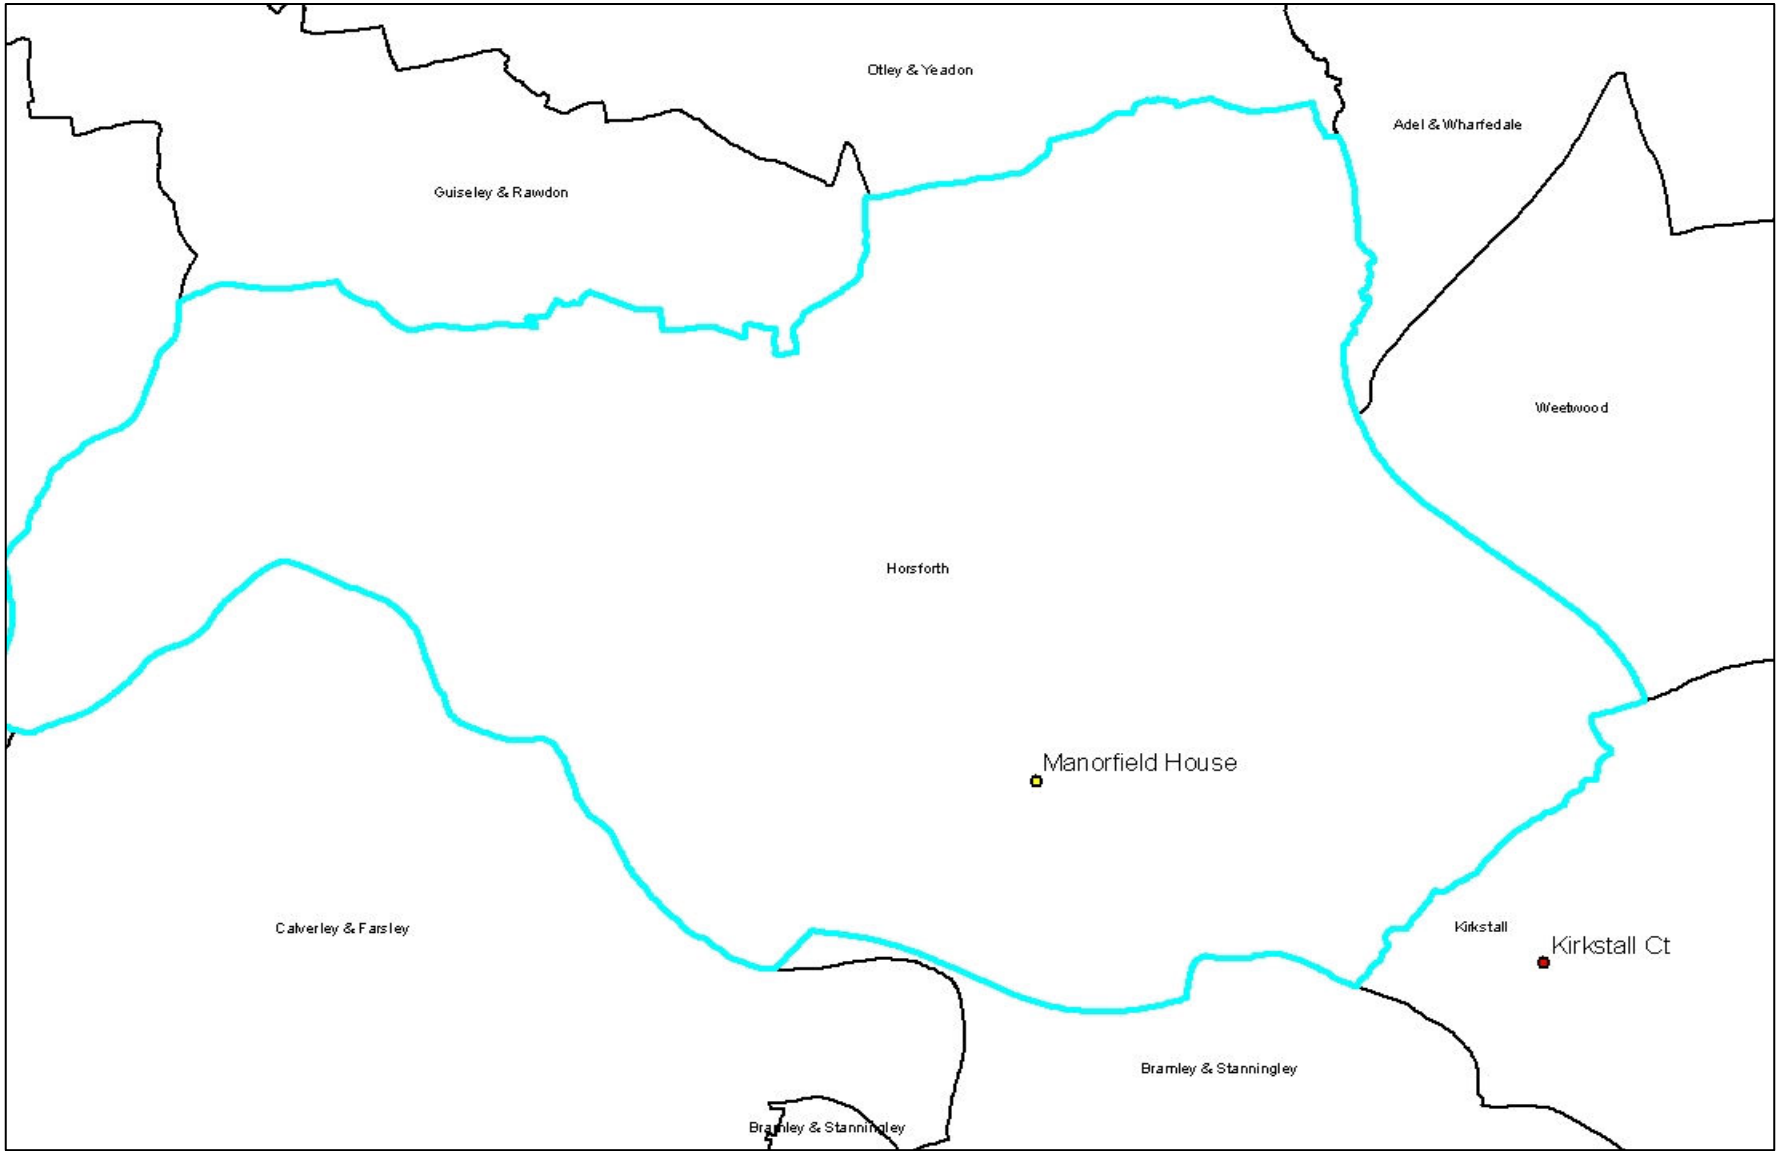 Otley & Yeadon
Adel & Wharfedale
Guiseley & Rawdon
Weetwood
Horsforth
Manorfield House
Calverley & Farsley
Kirkstall
Kirkstall Ct
Bramley & Stanningley
Bramley & Stanningley